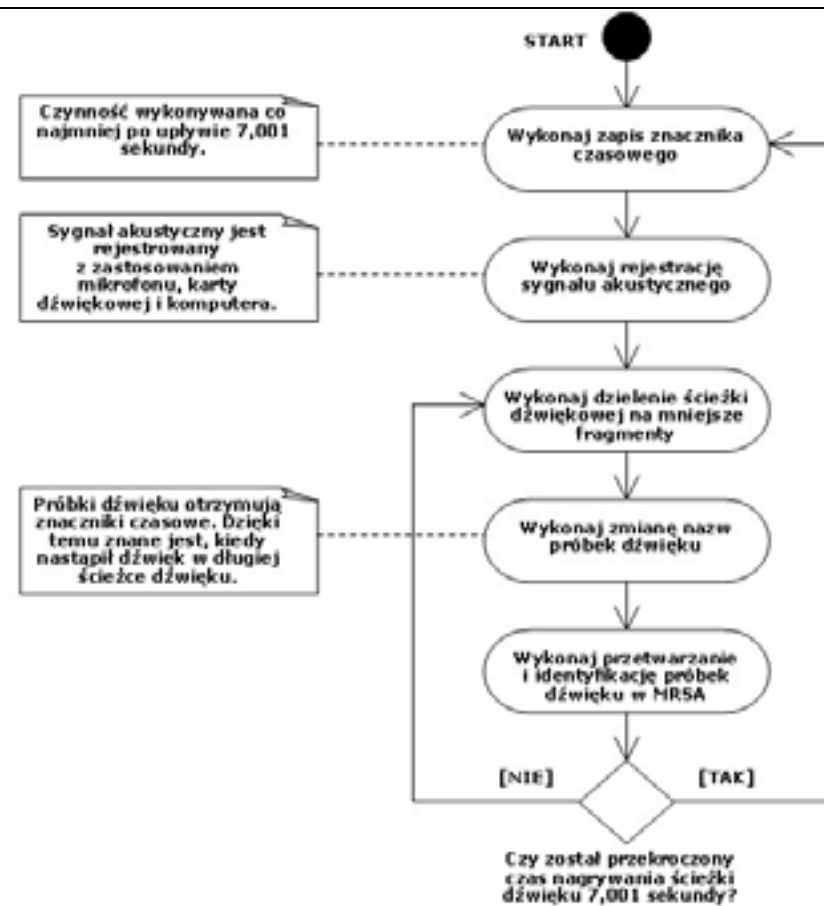 START
Czynność wykonywana co
najmniej po upływie 7,001
sekundy.
Wykonaj zapis znacznika
czasowego
Sygnał akustyczny jest
rejestrowany
z zastosowaniem
mikrofonu, karty
dźwiękowej i komputera.
Wykonaj rejestrację
sygnału akustycznego
Wykonaj dzielenie ścieżki
dźwiękowej na mniejsze
fragmenty
Próbki dźwięku otrzymują
znaczniki czasowe. Dzięki
temu znane jest, kiedy
nastąpił dźwięk w długiej
ścieżce dźwięku.
Wykonaj zmianę nazw
próbek dźwięku
Wykonaj przetwarzanie
i identyfikację próbek
dźwięku w MRSA
[NIE]
[TAK]
Czy został przekroczony
czas nagrywania ścieżki
dźwięku 7,001 sekundy?